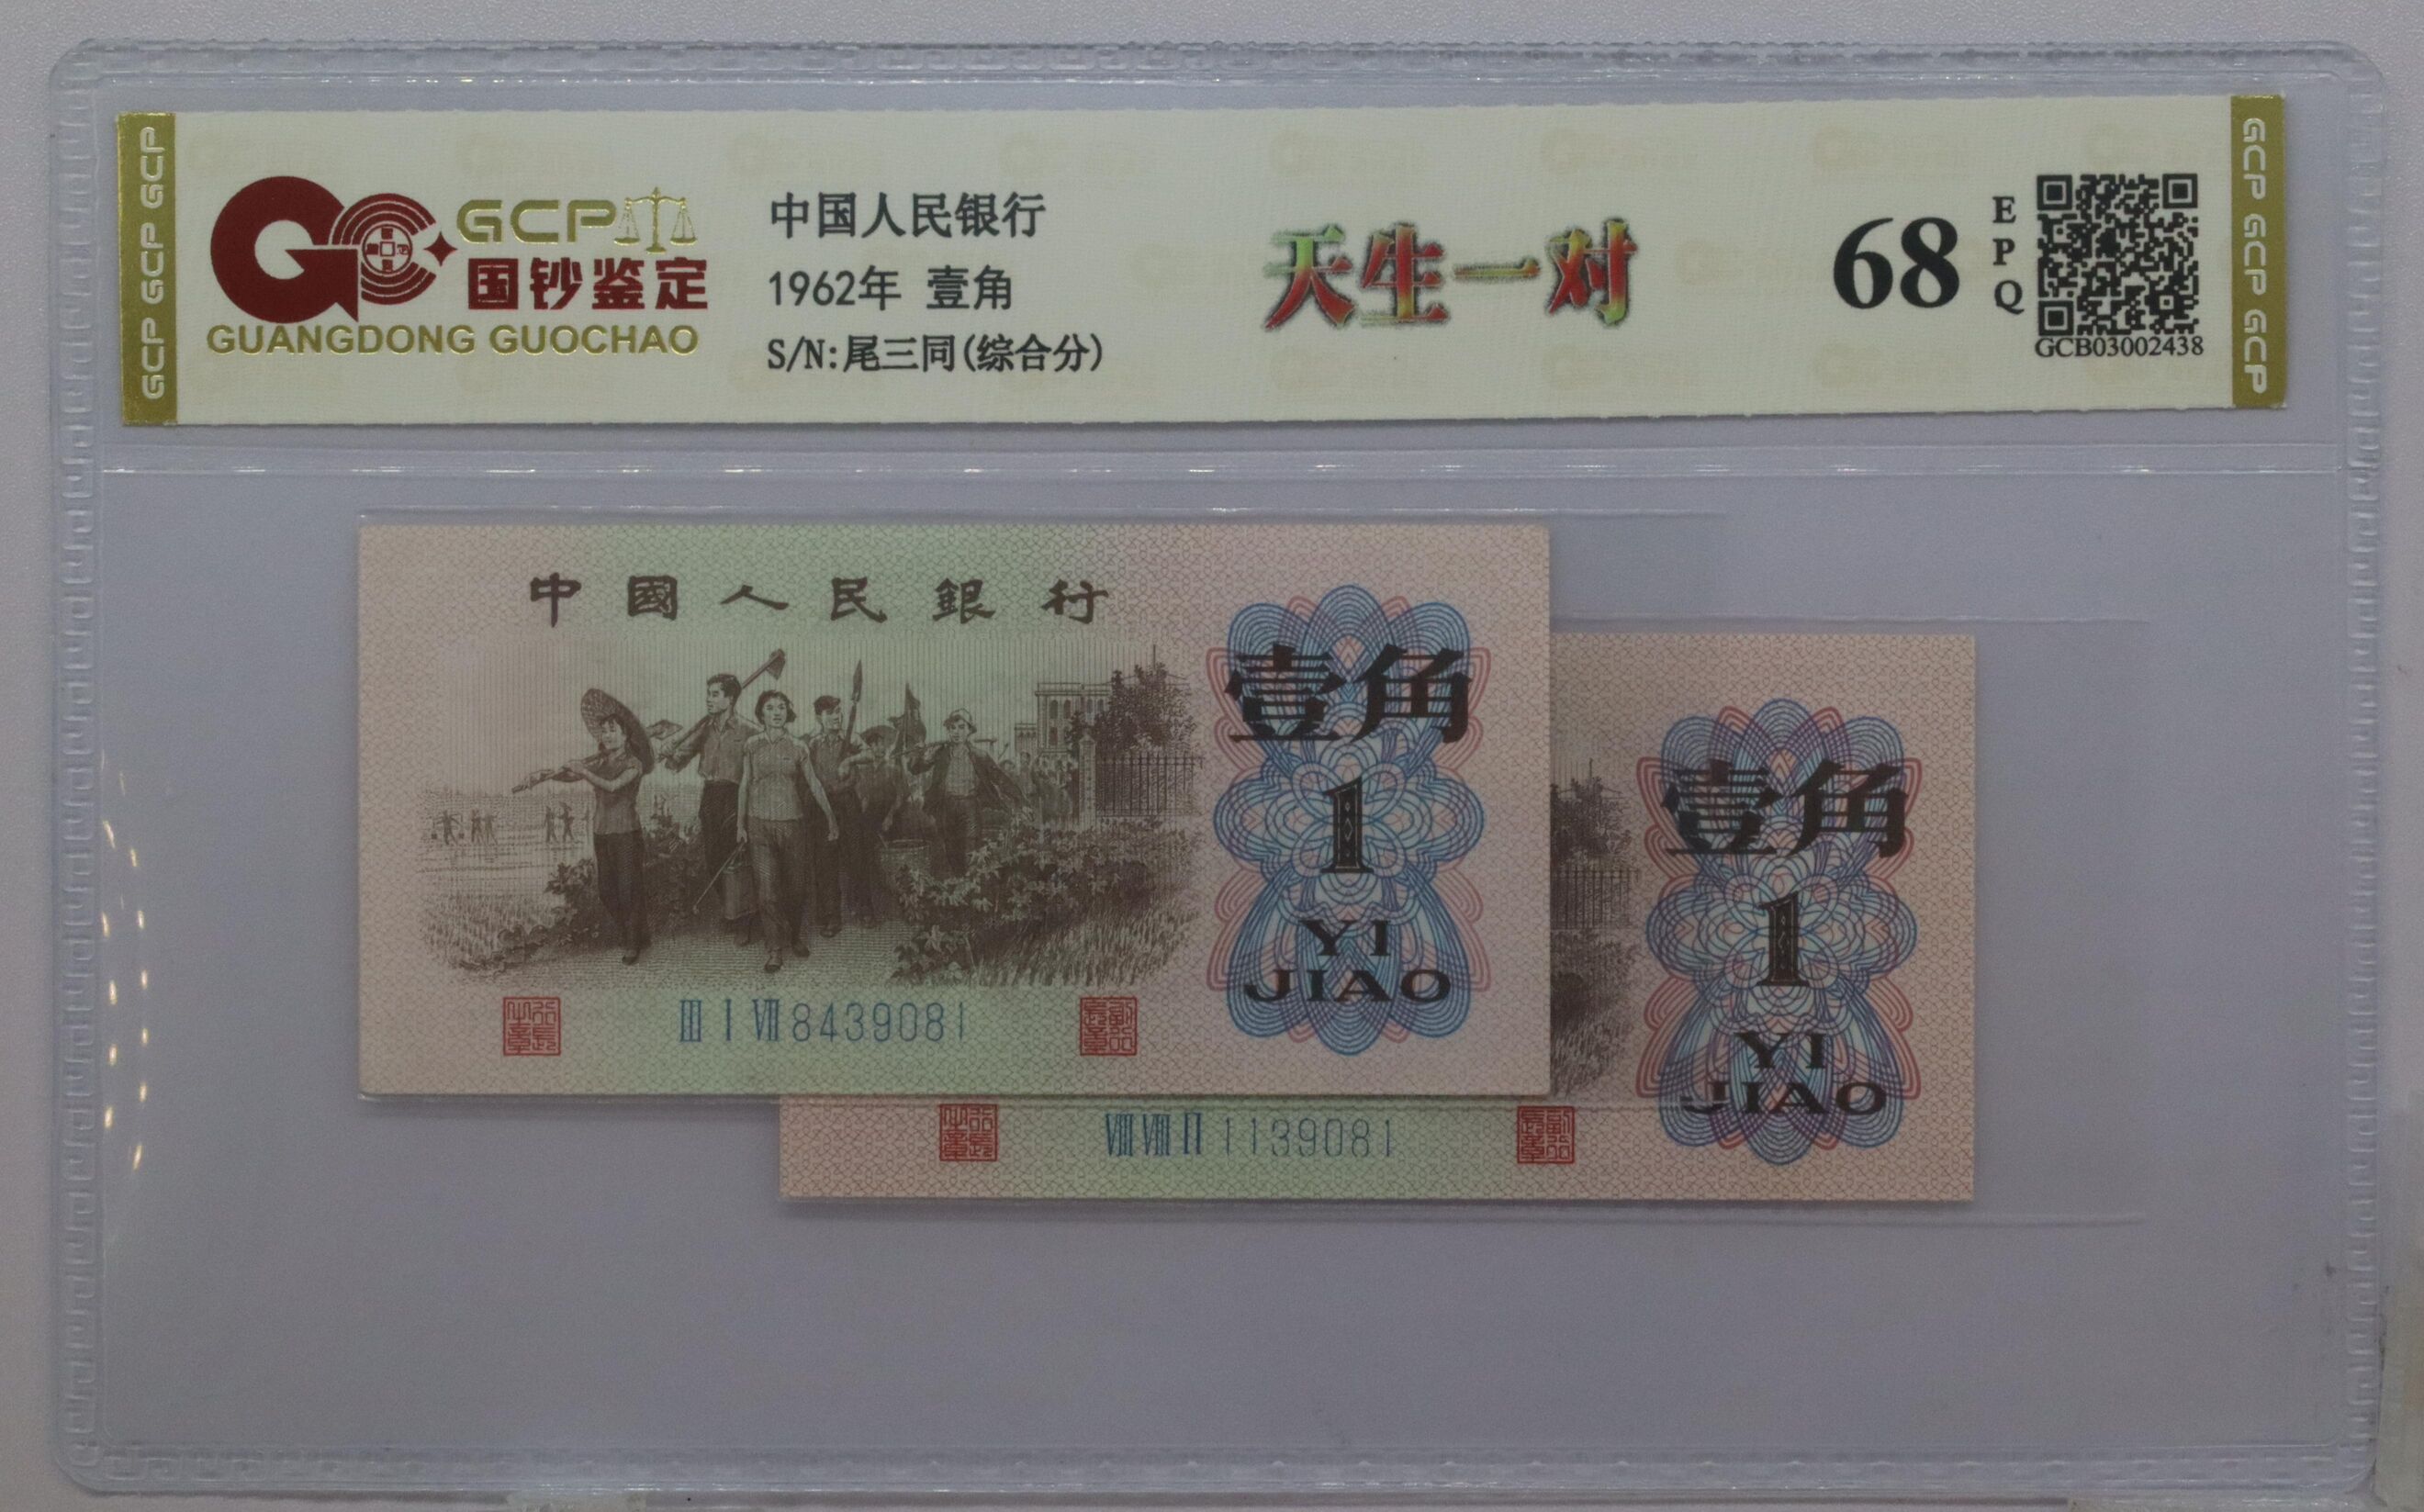 GCP GCP GCP
GCP
国钞鉴定
GUANGDONG GUOCHAO
中国人民银行
1962年 壹角
S/N:尾三同(综合分)
天生一对
68
EPQ
GCB03002438
GCP GCP GCP
中國人民銀行
壹角
1
YI
JIAO
Ⅲ Ⅰ Ⅶ 8439081
壹角
1
YI
JIAO
Ⅷ Ⅷ Ⅱ 1139081